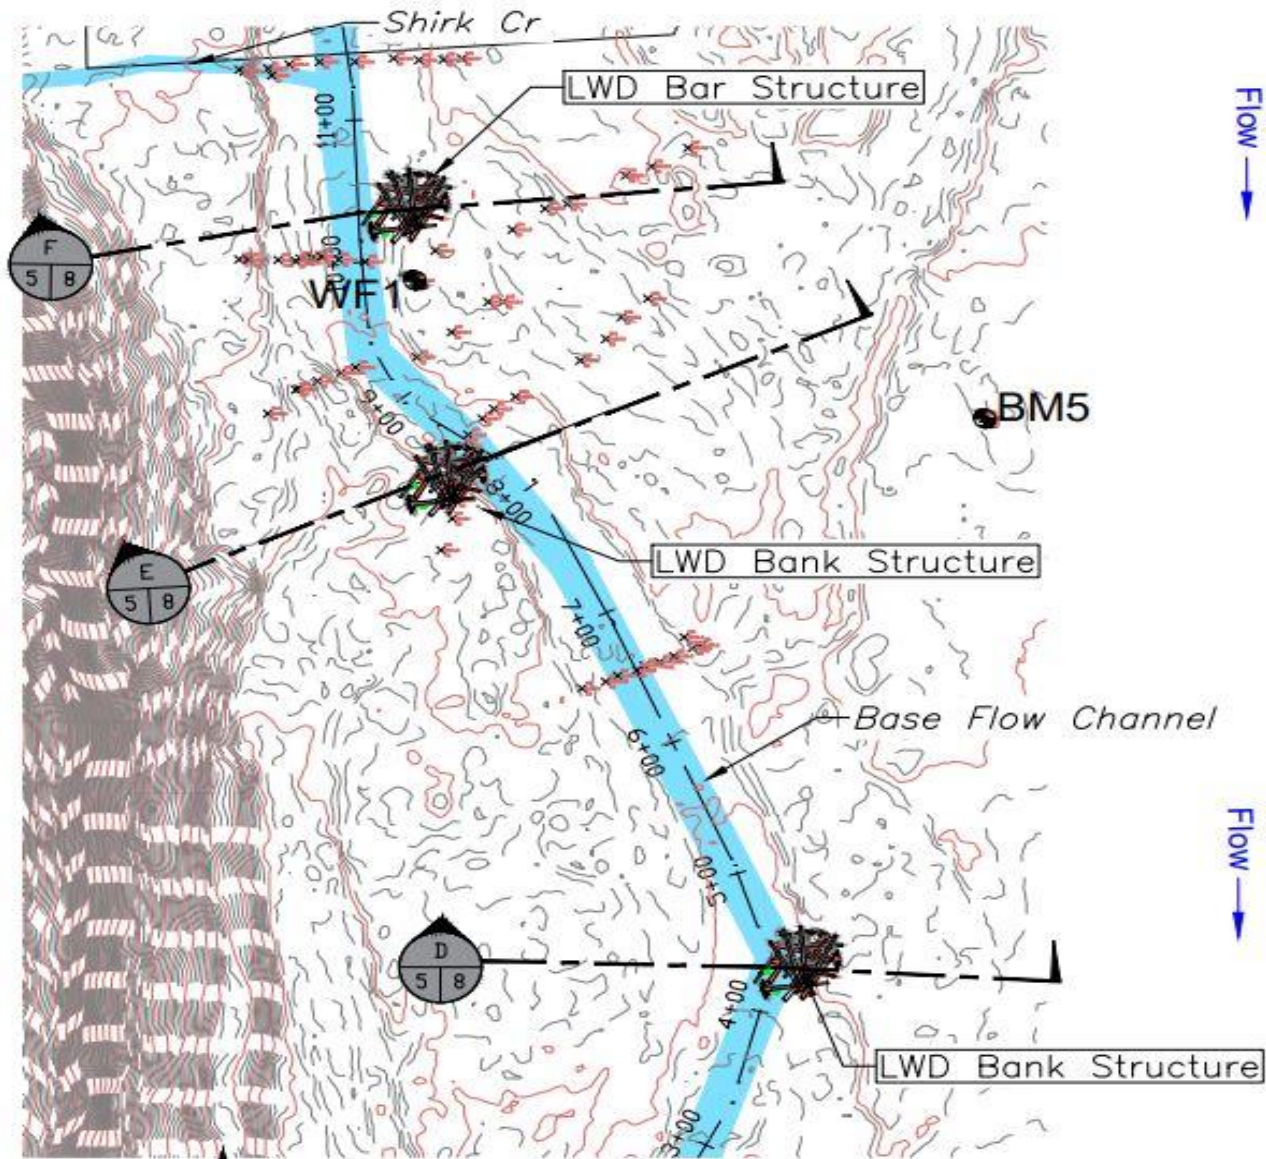 Shirk Cr
LWD Bar Structure
Flow
11+00
F
5 8
WF1
BM5
9+00
8+00
LWD Bank Structure
E
5 8
7+00
Base Flow Channel
6+00
Flow
5+00
D
5 8
4+00
LWD Bank Structure
3+00